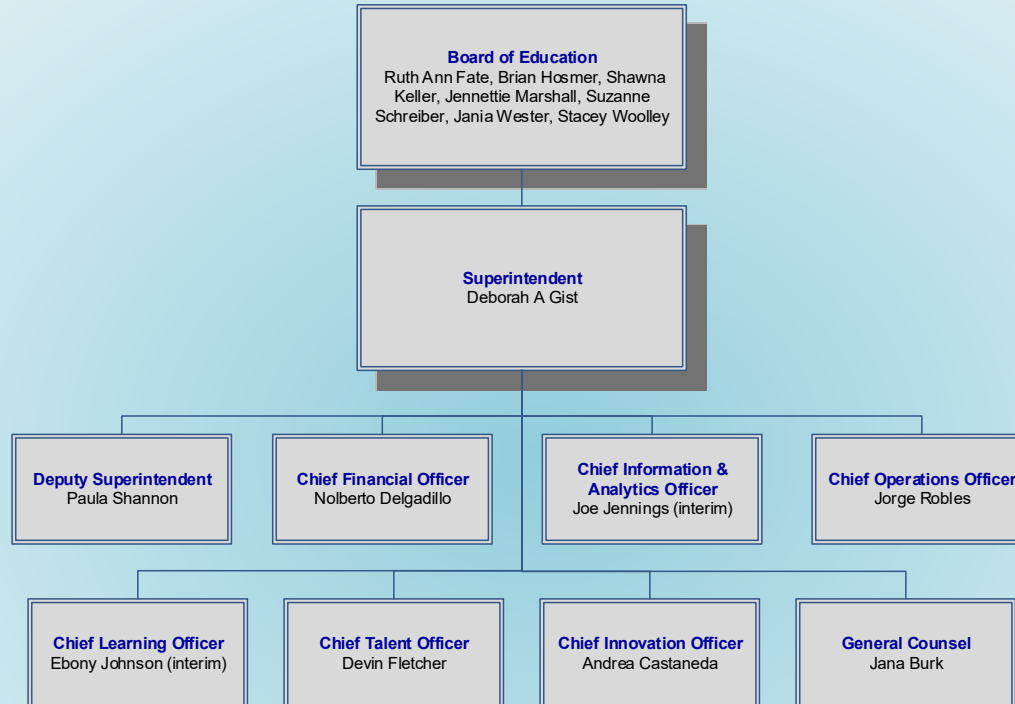 Board of Education
Ruth Ann Fate, Brian Hosmer, Shawna
Keller, Jennettie Marshall, Suzanne
Schreiber, Jania Wester, Stacey Woolley
Superintendent
Deborah A Gist
Deputy Superintendent
Paula Shannon
Chief Financial Officer
Nolberto Delgadillo
Chief Information &
Analytics Officer
Joe Jennings (interim)
Chief Operations Officer
Jorge Robles
Chief Learning Officer
Ebony Johnson (interim)
Chief Talent Officer
Devin Fletcher
Chief Innovation Officer
Andrea Castaneda
General Counsel
Jana Burk